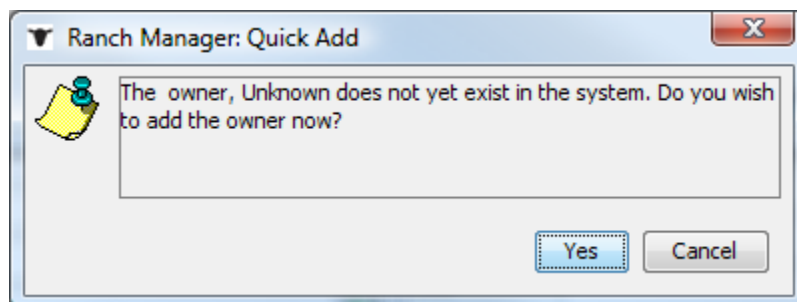 Ranch Manager: Quick Add
The  owner, Unknown does not yet exist in the system. Do you wish
to add the owner now?
Yes
Cancel